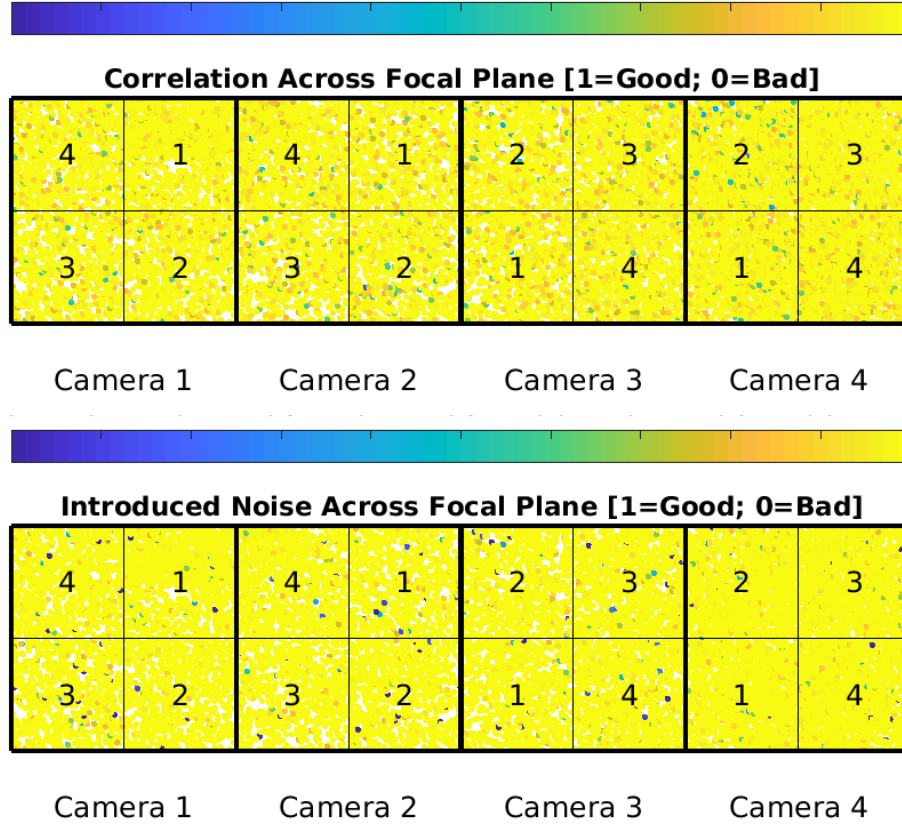 Correlation Across Focal Plane [1=Good; 0=Bad]
4 1 4 1 2 3 2 3
3 2 3 2 1 4 1 4
Camera 1 Camera 2 Camera 3 Camera 4
Introduced Noise Across Focal Plane [1=Good; 0=Bad]
4 1 4 1 2 3 2 3
3 2 3 2 1 4 1 4
Camera 1 Camera 2 Camera 3 Camera 4